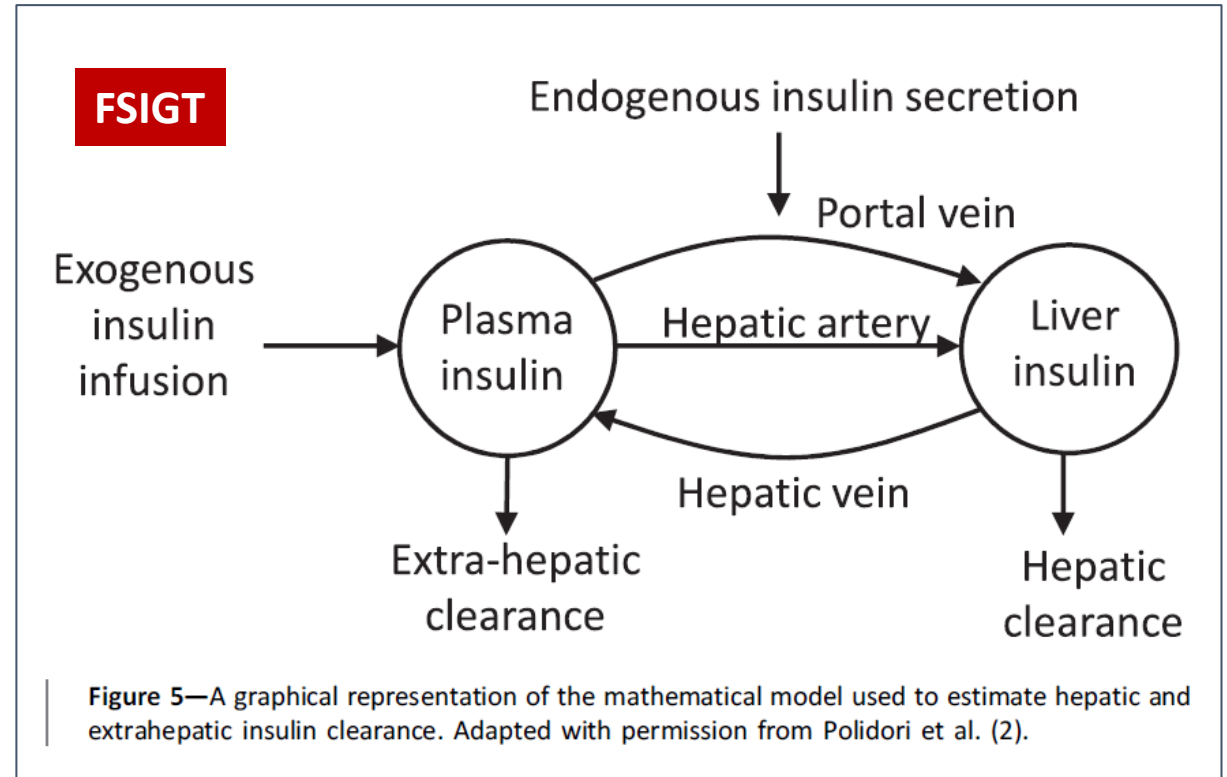 FSIGT
Endogenous insulin secretion
Portal vein
Exogenous
insulin
infusion
Plasma
insulin
Hepatic artery
Liver
insulin
Hepatic vein
Extra-hepatic
clearance
Hepatic
clearance
Figure 5—A graphical representation of the mathematical model used to estimate hepatic and
extrahepatic insulin clearance. Adapted with permission from Polidori et al. (2).